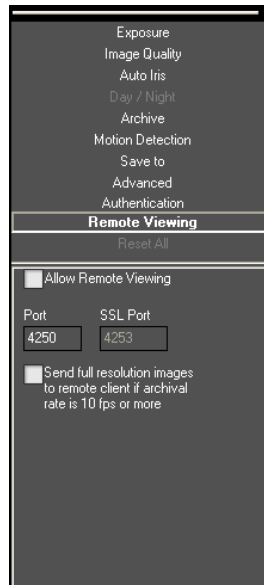 Exposure
Image Quality
Auto Iris
Day / Night
Archive
Motion Detection
Save to
Advanced
Authentication
Remote Viewing
Reset All
Allow Remote Viewing
Port SSL Port
4250 4253
Send full resolution images
to remote client if archival
rate is 10 fps or more